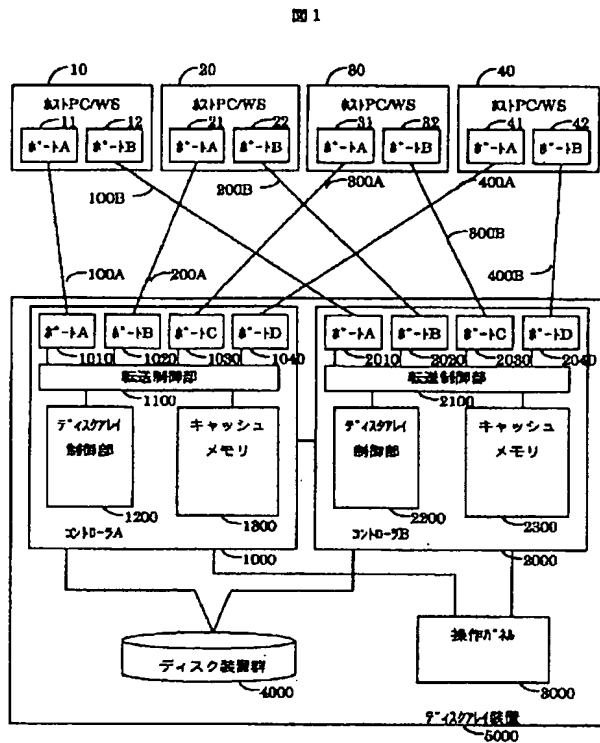 図1
10 20 30 40
ホストPC/WS ホストPC/WS ホストPC/WS ホストPC/WS
11 12 21 22 31 32 41 42
ポートA ポートB ポートA ポートB ポートA ポートB ポートA ポートB
100B 200B 300A 400A
300B
100A 200A 400B
ポートA ポートB ポートC ポートD ポートA ポートB ポートC ポートD
1010 1020 1030 1040 2010 2020 2030 2040
転送制御部 転送制御部
1100 2100
ディスクアレイ キャッシュ ディスクアレイ キャッシュ
制御部 メモリ 制御部 メモリ
1200 1300 2200 2300
コントローラA コントローラB
1000 2000
操作パネル
ディスク装置群
4000 3000
ディスクアレイ装置
5000